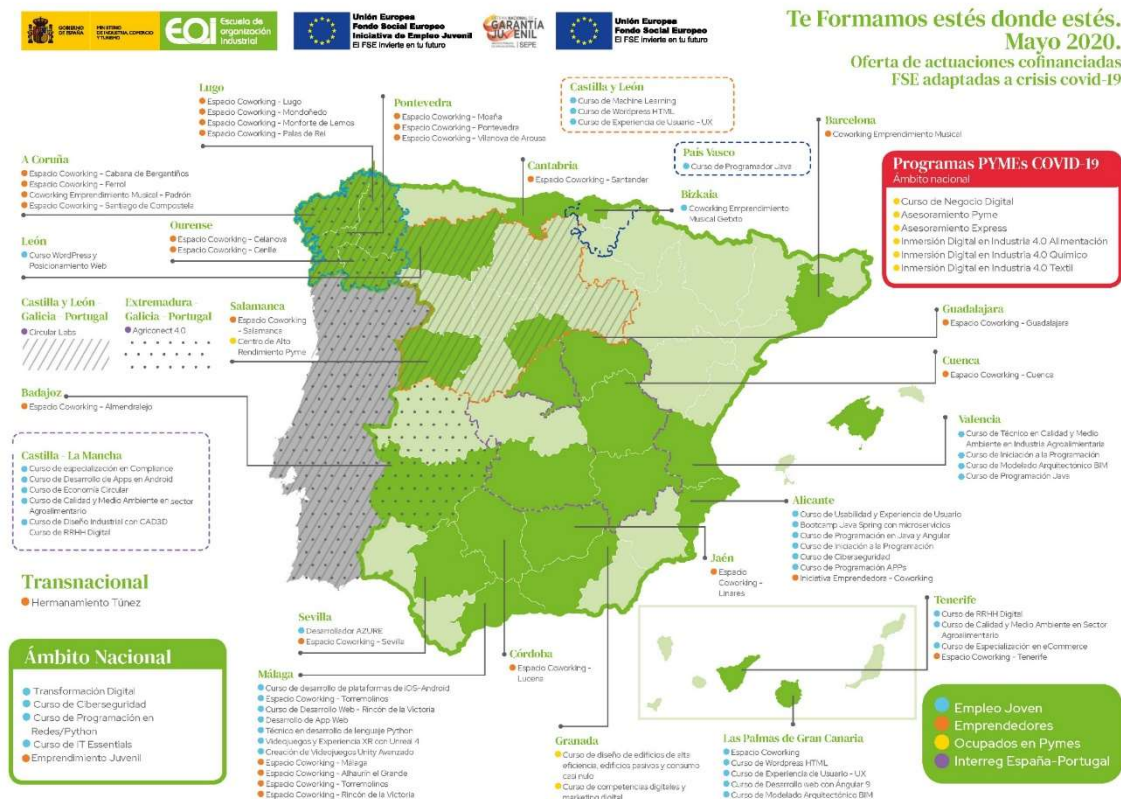 GOBIERNO
DE ESPAÑA
MINISTERIO
DE INDUSTRIA, COMERCIO
Y TURISMO
EOI
Escuela de
organización
industrial
Unión Europea
Fondo Social Europeo
Iniciativa de Empleo Juvenil
El FSE invierte en tu futuro
GARANTÍA
JUVENIL
SEPE
Unión Europea
Fondo Social Europeo
El FSE invierte en tu futuro
Te Formamos estés donde estés.
Mayo 2020.
Oferta de actuaciones cofinanciadas
FSE adaptadas a crisis covid-19
Lugo
Espacio Coworking - Lugo
Espacio Coworking - Mondoñedo
Espacio Coworking - Monforte de Lemos
Espacio Coworking - Palas de Rei
Pontevedra
Espacio Coworking - Moaña
Espacio Coworking - Pontevedra
Espacio Coworking - Vilanova de Arousa
Castilla y León
Curso de Machine Learning
Curso de Wordpress HTML
Curso de Experiencia de Usuario - UX
Barcelona
Coworking Emprendimiento Musical
A Coruña
Espacio Coworking - Cabana de Bergantiños
Espacio Coworking - Ferrol
Coworking Emprendimiento Musical - Padrón
Espacio Coworking - Santiago de Compostela
Cantabria
Espacio Coworking - Santander
País Vasco
Curso de Programador Java
Bizkaia
Coworking Emprendimiento
Musical Getxto
Programas PYMEs COVID-19
Ámbito nacional
Curso de Negocio Digital
Asesoramiento Pyme
Asesoramiento Express
Inmersión Digital en Industria 4.0 Alimentación
Inmersión Digital en Industria 4.0 Químico
Inmersión Digital en Industria 4.0 Textil
Ourense
Espacio Coworking - Celanova
Espacio Coworking - Cenlle
León
Curso WordPress y
Posicionamiento Web
Castilla y León -
Galicia - Portugal
Circular Labs
Extremadura -
Galicia - Portugal
Agriconect 4.0
Salamanca
Espacio Coworking
- Salamanca
Centro de Alto
Rendimiento Pyme
Guadalajara
Espacio Coworking - Guadalajara
Cuenca
Espacio Coworking - Cuenca
Badajoz
Espacio Coworking - Almendralejo
Valencia
Curso de Técnico en Calidad y Medio
Ambiente en Industria Agroalimentaria
Curso de Iniciación a la Programación
Curso de Modelado Arquitectónico BIM
Curso de Programación Java
Castilla - La Mancha
Curso de especialización en Compliance
Curso de Desarrollo de Apps en Android
Curso de Economía Circular
Curso de Calidad y Medio Ambiente en sector
Agroalimentario
Curso de Diseño Industrial con CAD3D
Curso de RRHH Digital
Alicante
Curso de Usabilidad y Experiencia de Usuario
Bootcamp Java Spring con microservicios
Curso de Programación en Java y Angular
Curso de Iniciación a la Programación
Curso de Ciberseguridad
Curso de Programación APPs
Iniciativa Emprendedora - Coworking
Jaén
Espacio
Coworking -
Linares
Transnacional
Hermanamiento Túnez
Tenerife
Curso de RRHH Digital
Curso de Calidad y Medio Ambiente en Sector
Agroalimentario
Curso de Especialización en eCommerce
Espacio Coworking - Tenerife
Sevilla
Desarrollador AZURE
Espacio Coworking - Sevilla
Córdoba
Espacio Coworking -
Lucena
Ámbito Nacional
Transformación Digital
Curso de Ciberseguridad
Curso de Programación en
Redes/Python
Curso de IT Essentials
Emprendimiento Juvenil
Málaga
Curso de desarrollo de plataformas de iOS-Android
Espacio Coworking - Torremolinos
Curso de Desarrollo Web - Rincón de la Victoria
Desarrollo de App Web
Técnico en desarrollo de lenguaje Python
Videojuegos y Experiencia XR con Unreal 4
Creación de Videojuegos Unity Avanzado
Espacio Coworking - Málaga
Espacio Coworking - Alhaurín el Grande
Espacio Coworking - Torremolinos
Espacio Coworking - Rincón de la Victoria
Granada
Curso de diseño de edificios de alta
eficiencia, edificios pasivos y consumo
casi nulo
Curso de competencias digitales y
marketing digital
Las Palmas de Gran Canaria
Espacio Coworking
Curso de Wordpress HTML
Curso de Experiencia de Usuario - UX
Curso de Desarrollo web con Angular 9
Curso de Modelado Arquitectónico BIM
Empleo Joven
Emprendedores
Ocupados en Pymes
Interreg España-Portugal